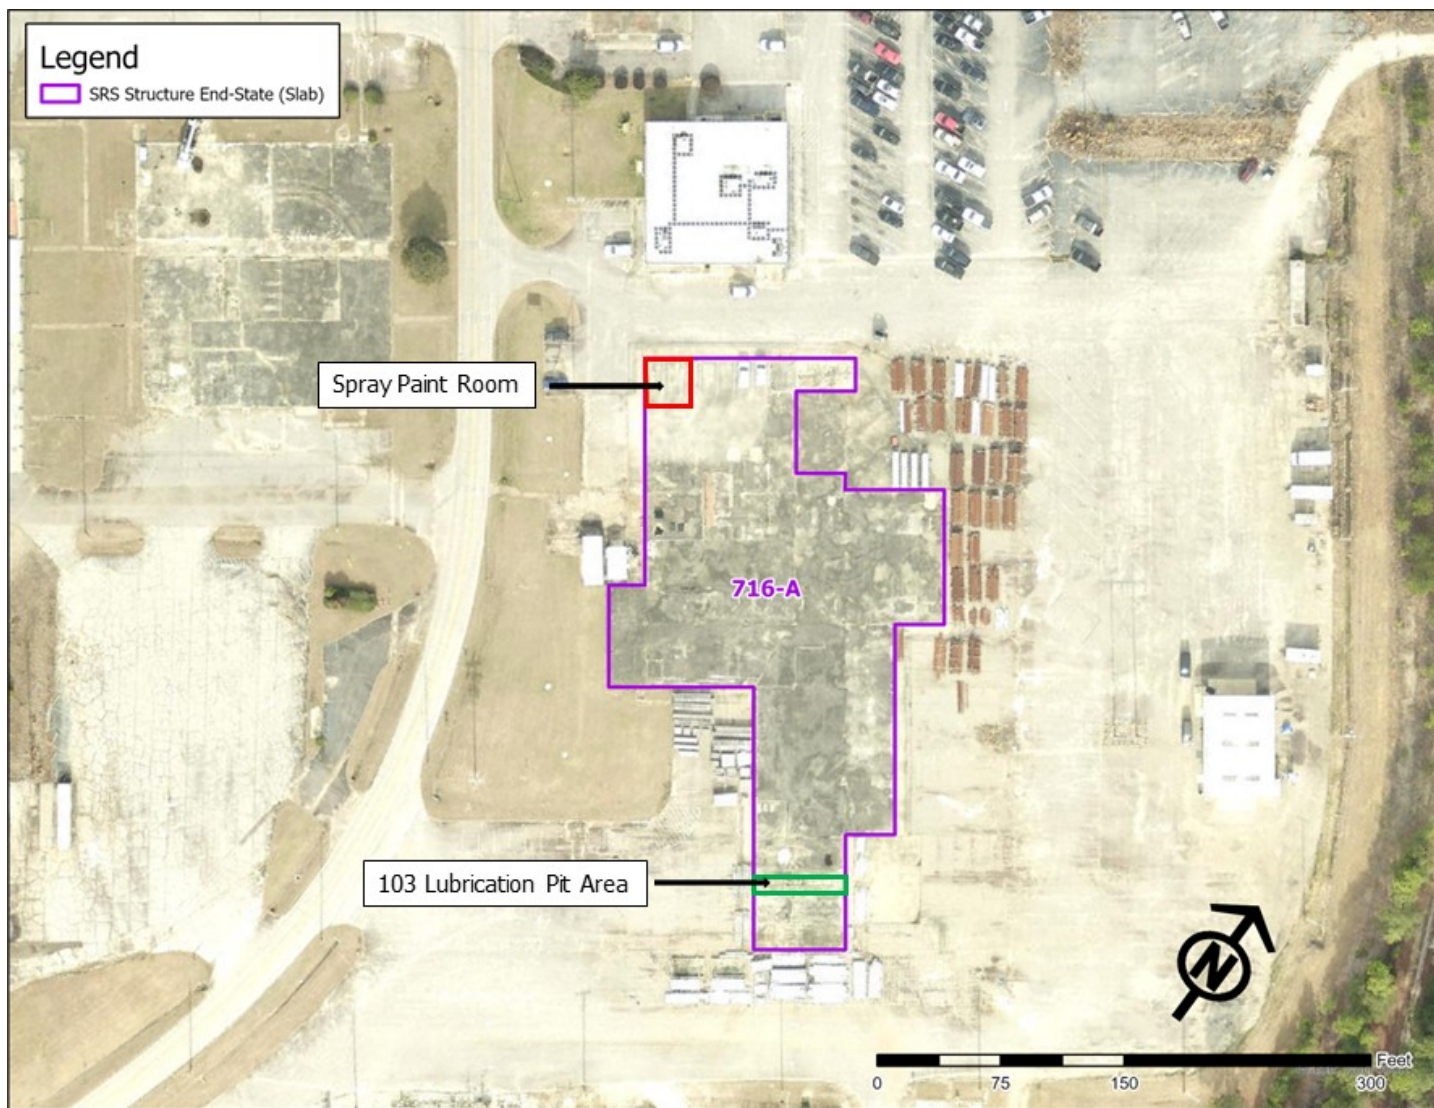 Legend
SRS Structure End-State (Slab)
Spray Paint Room
716-A
103 Lubrication Pit Area
N
Feet
0 75 150 300